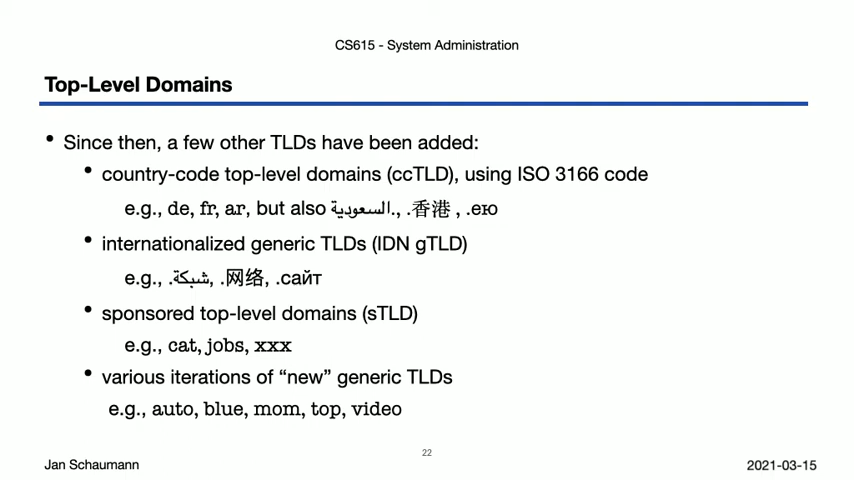 CS615 - System Administration
Top-Level Domains
• Since then, a few other TLDs have been added:
• country-code top-level domains (ccTLD), using ISO 3166 code
e.g., de, fr, ar, but also السعودية., .香港 , .ею
• internationalized generic TLDs (IDN gTLD)
e.g., .شبكة, .网络, .сайт
• sponsored top-level domains (sTLD)
e.g., cat, jobs, xxx
• various iterations of “new” generic TLDs
e.g., auto, blue, mom, top, video
22
Jan Schaumann
2021-03-15